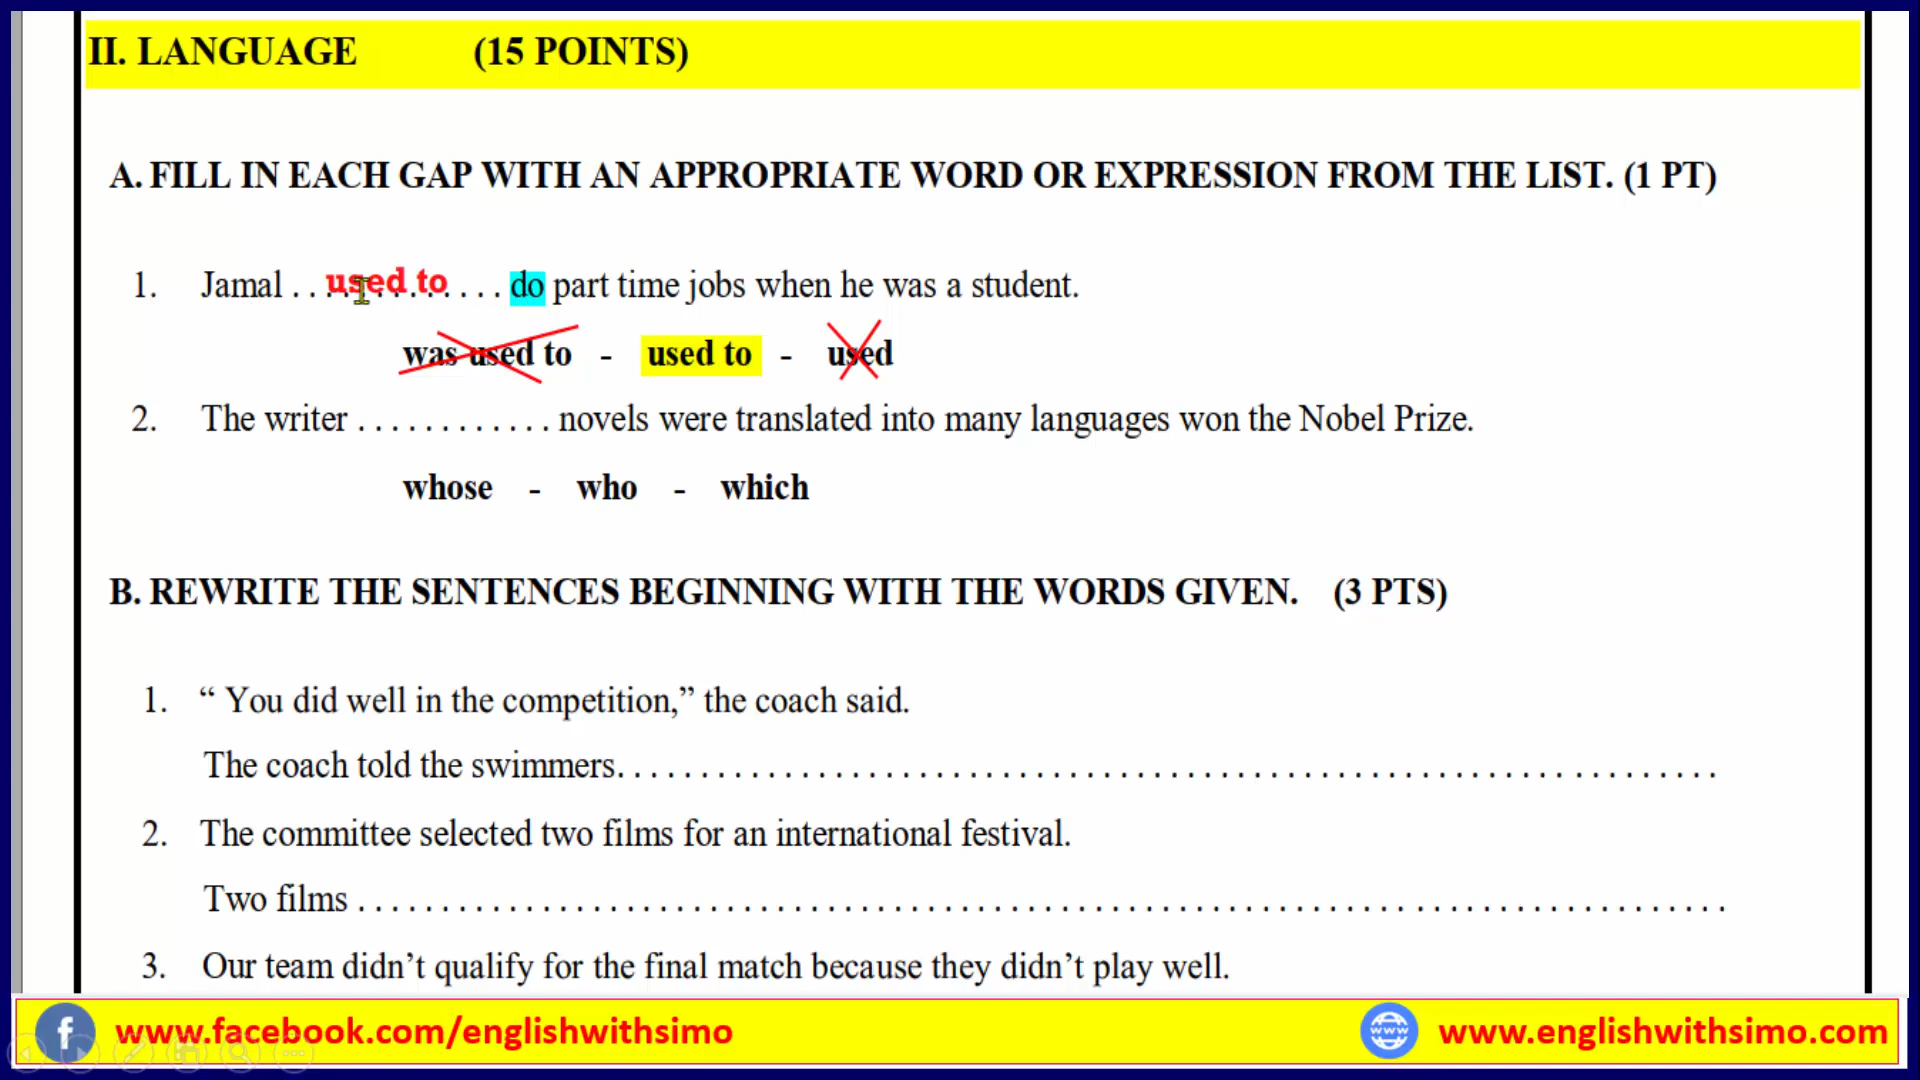 II. LANGUAGE (15 POINTS)
A. FILL IN EACH GAP WITH AN APPROPRIATE WORD OR EXPRESSION FROM THE LIST. (1 PT)
1. Jamal . . . used to . . . . do part time jobs when he was a student.
was used to - used to - used
2. The writer . . . . . . . . . . . . novels were translated into many languages won the Nobel Prize.
whose - who - which
B. REWRITE THE SENTENCES BEGINNING WITH THE WORDS GIVEN. (3 PTS)
1. “ You did well in the competition,” the coach said.
The coach told the swimmers. . . . . . . . . . . . . . . . . . . . . . . . . . . . . . . . . . . . . . . . . . . . . . . . . . . . . .
2. The committee selected two films for an international festival.
Two films . . . . . . . . . . . . . . . . . . . . . . . . . . . . . . . . . . . . . . . . . . . . . . . . . . . . . . . . . . . . . . . . . . .
3. Our team didn’t qualify for the final match because they didn’t play well.
f www.facebook.com/englishwithsimo
www www.englishwithsimo.com